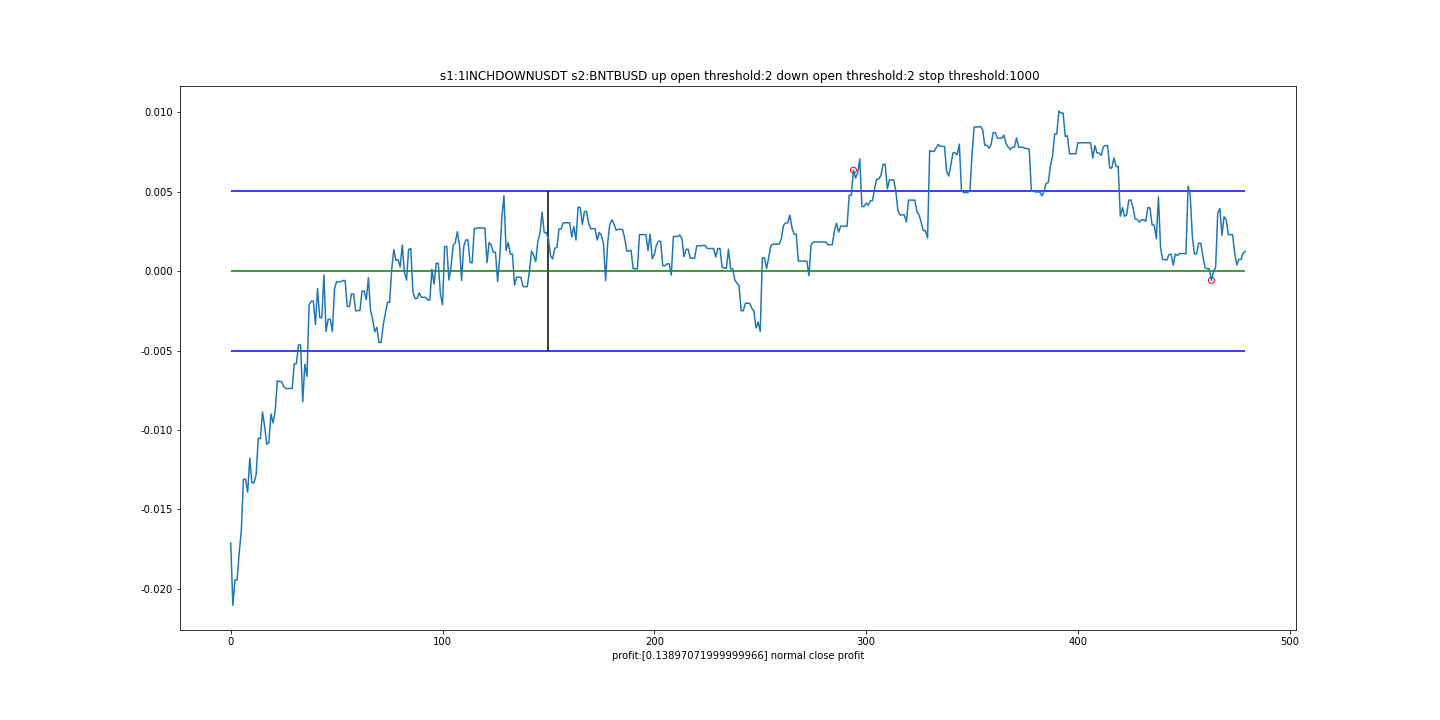 s1:1INCHDOWNUSDT s2:BNTBUSD up open threshold:2 down open threshold:2 stop threshold:1000
0.010
0.005
0.000
-0.005
-0.010
-0.015
-0.020
0 100 200 300 400 500
profit:[0.13897071999999966] normal close profit